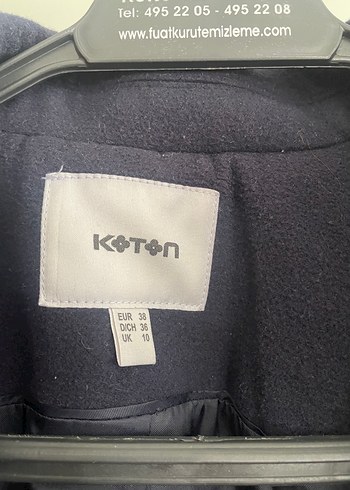 Tel: 495 22 05 - 495 22 08
www.fuatkurutemizleme.com
KOTON
EUR 38
D/CH 36
UK 10